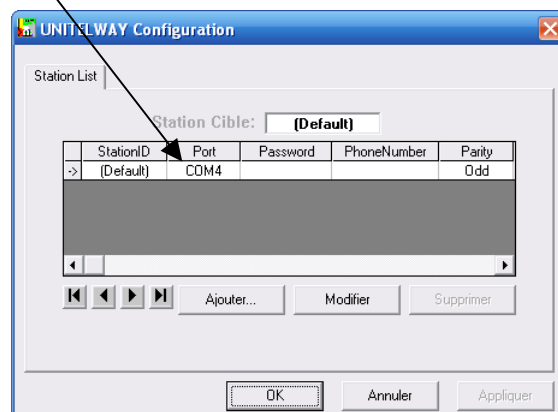 UNITELWAY Configuration
Station List
Station Cible: (Default)
StationID Port Password PhoneNumber Parity
-> (Default) COM4 Odd
Ajouter... Modifier Supprimer
OK Annuler Appliquer